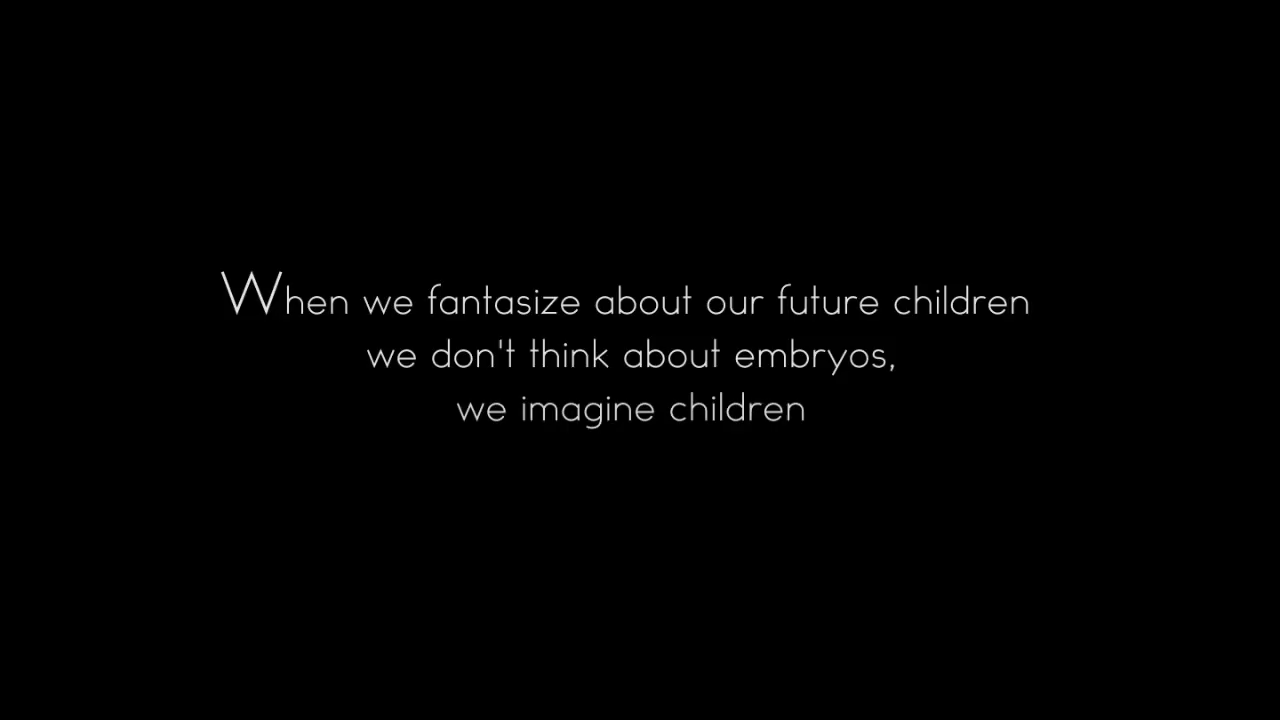 When we fantasize about our future children
we don't think about embryos,
we imagine children